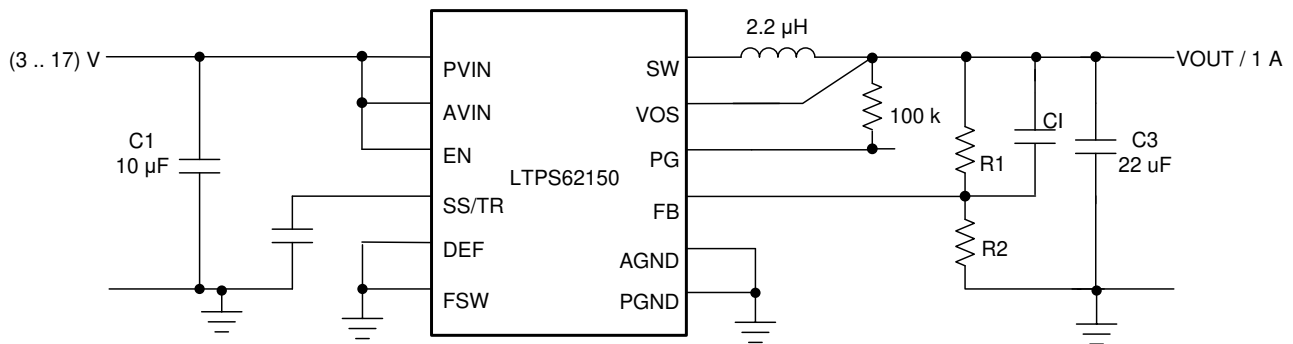 2.2 µH
(3 .. 17) V
PVIN
SW
VOUT / 1 A
AVIN
VOS
100 k
CI
C1
10 µF
C3
22 uF
EN
PG
R1
LTPS62150
SS/TR
FB
DEF
AGND
R2
FSW
PGND